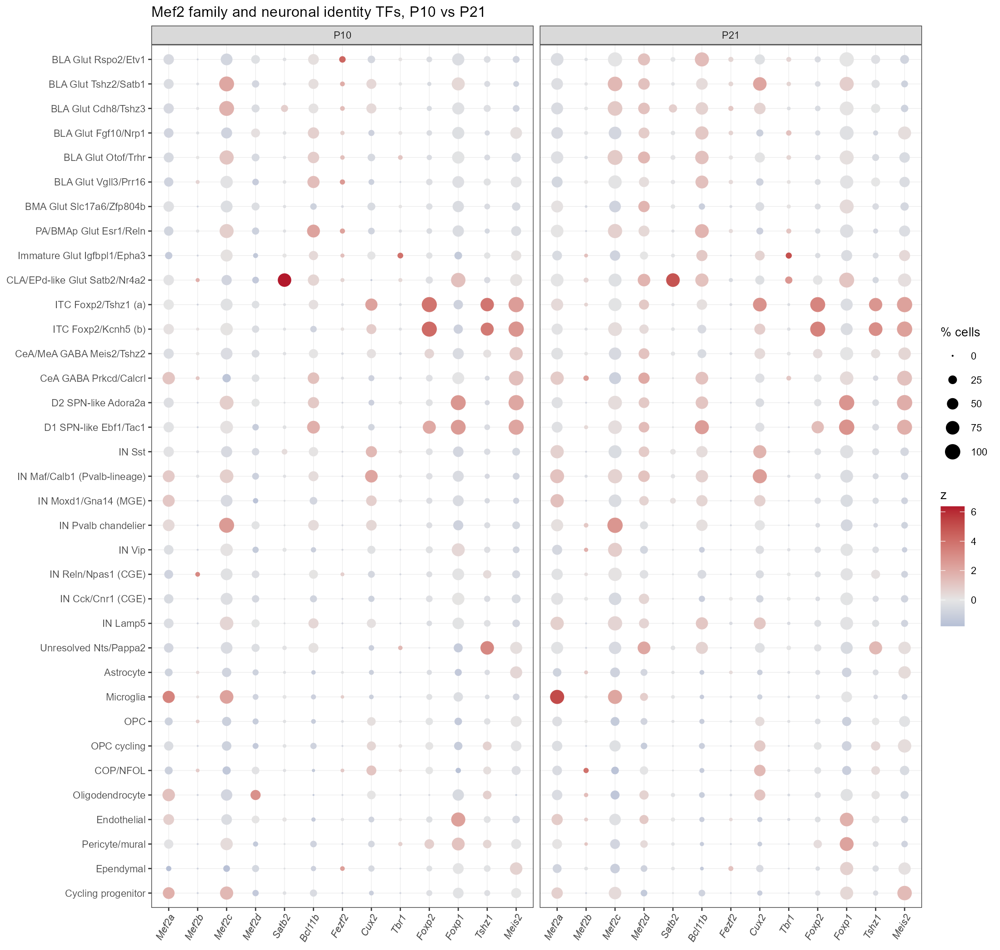 Mef2 family and neuronal identity TFs, P10 vs P21
P10
P21
BLA Glut Rspo2/Etv1
BLA Glut Tshz2/Satb1
BLA Glut Cdh8/Tshz3
BLA Glut Fgf10/Nrp1
BLA Glut Otof/Trhr
BLA Glut Vgll3/Prr16
BMA Glut Slc17a6/Zfp804b
PA/BMAp Glut Esr1/Reln
Immature Glut Igfbpl1/Epha3
CLA/EPd-like Glut Satb2/Nr4a2
ITC Foxp2/Tshz1 (a)
ITC Foxp2/Kcnh5 (b)
CeA/MeA GABA Meis2/Tshz2
CeA GABA Prkcd/Calcrl
D2 SPN-like Adora2a
D1 SPN-like Ebf1/Tac1
IN Sst
IN Maf/Calb1 (Pvalb-lineage)
IN Moxd1/Gna14 (MGE)
IN Pvalb chandelier
IN Vip
IN Reln/Npas1 (CGE)
IN Cck/Cnr1 (CGE)
IN Lamp5
Unresolved Nts/Pappa2
Astrocyte
Microglia
OPC
OPC cycling
COP/NFOL
Oligodendrocyte
Endothelial
Pericyte/mural
Ependymal
Cycling progenitor
Mef2a
Mef2b
Mef2c
Mef2d
Satb2
Bcl11b
Fezf2
Cux2
Tbr1
Foxp2
Foxp1
Tshz1
Meis2
Mef2a
Mef2b
Mef2c
Mef2d
Satb2
Bcl11b
Fezf2
Cux2
Tbr1
Foxp2
Foxp1
Tshz1
Meis2
% cells
0
25
50
75
100
z
6
4
2
0